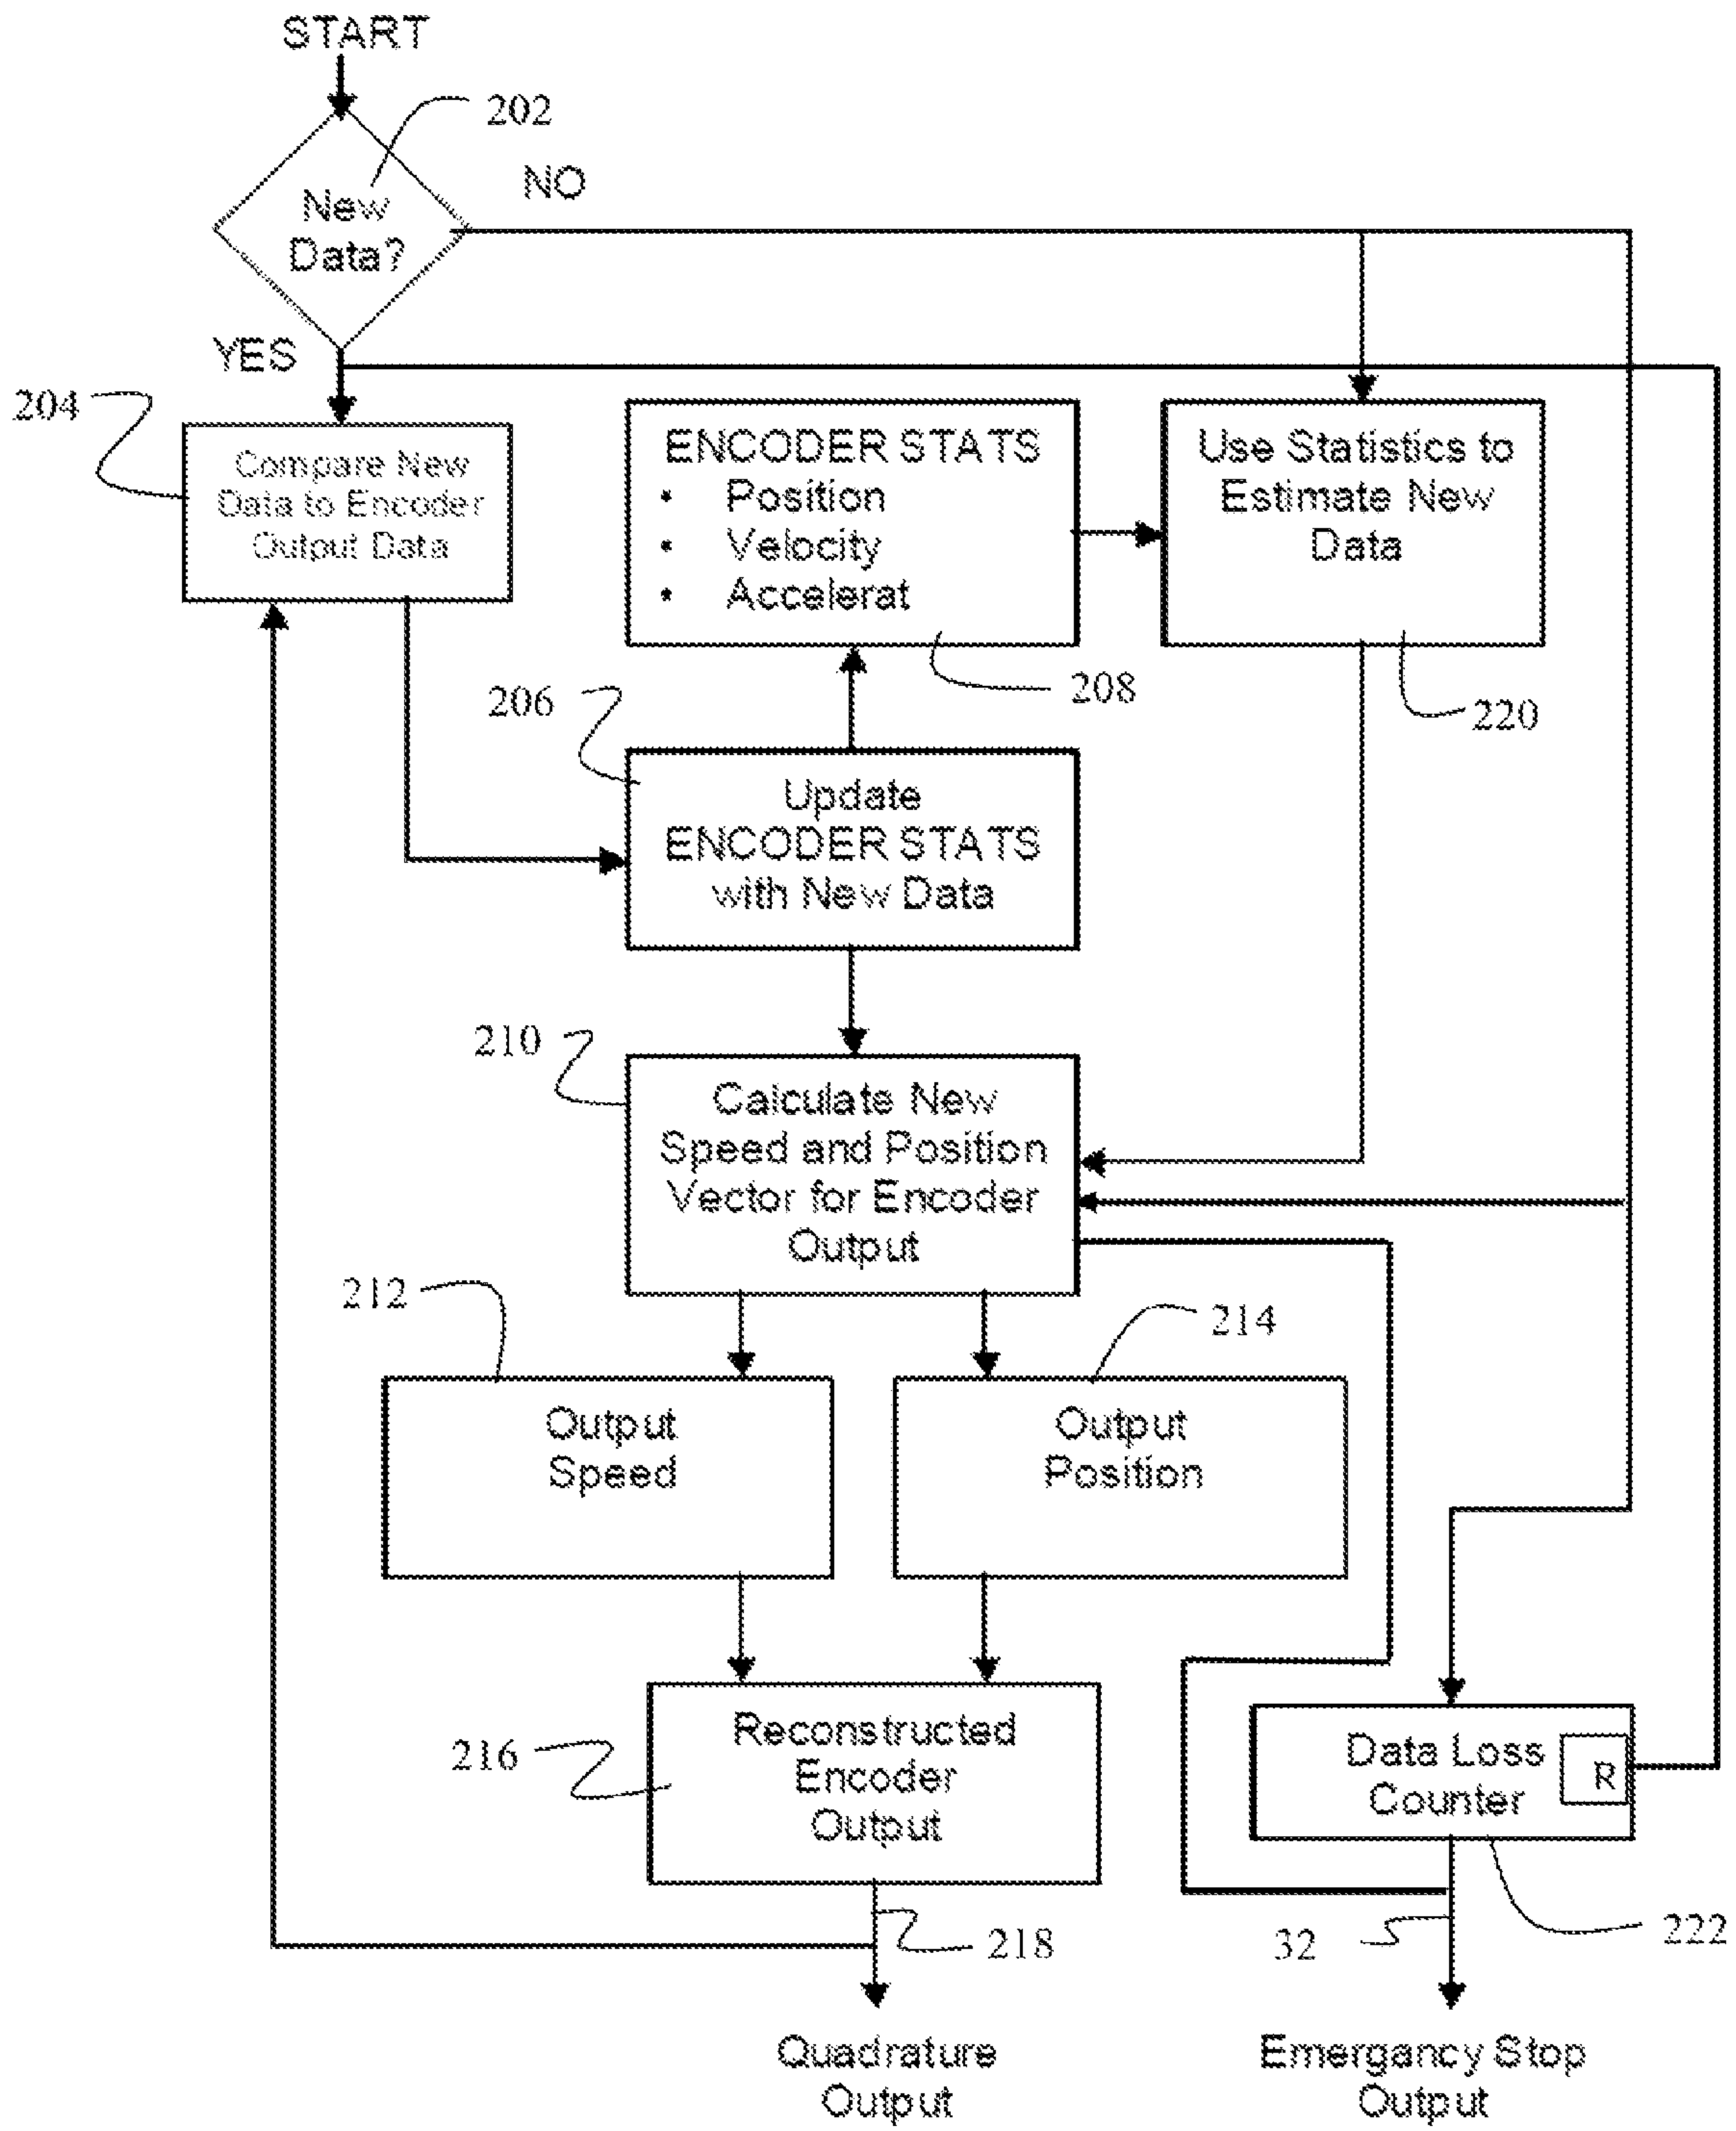 START
202
NO
New
Data?
YES
204
Compare New
Data to Encoder
Output Data
ENCODER STATS
* Position
* Velocity
* Accelerat
208
Use Statistics to
Estimate New
Data
220
206
Update
ENCODER STATS
with New Data
210
Calculate New
Speed and Position
Vector for Encoder
Output
212
214
Output
Speed
Output
Position
216
Reconstructed
Encoder
Output
Data Loss
Counter
R
218
32
222
Quadrature
Output
Emergancy Stop
Output